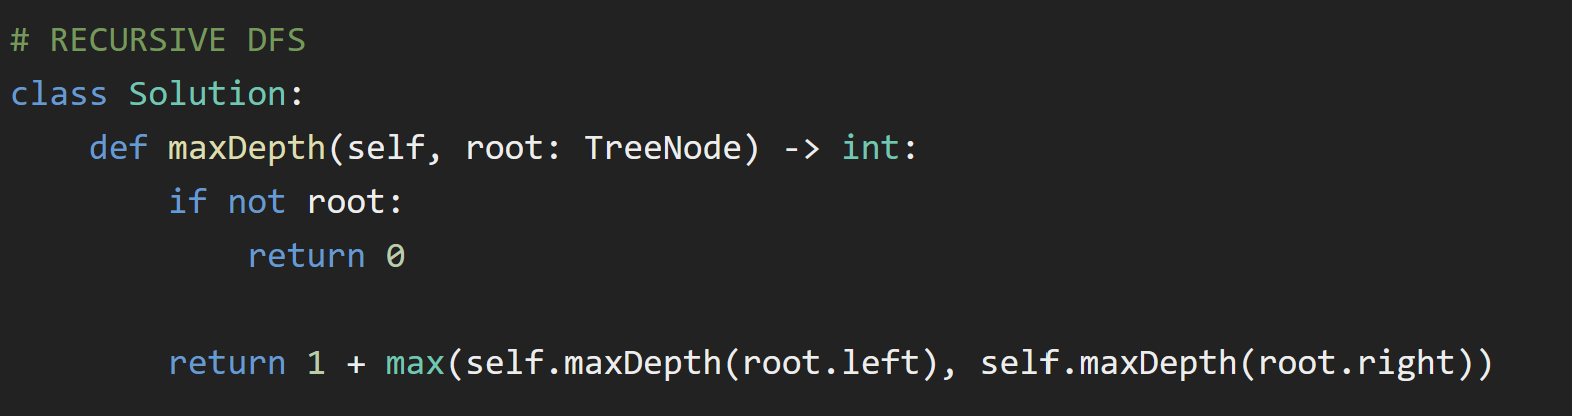 # RECURSIVE DFS
class Solution:
    def maxDepth(self, root: TreeNode) -> int:
        if not root:
            return 0

        return 1 + max(self.maxDepth(root.left), self.maxDepth(root.right))